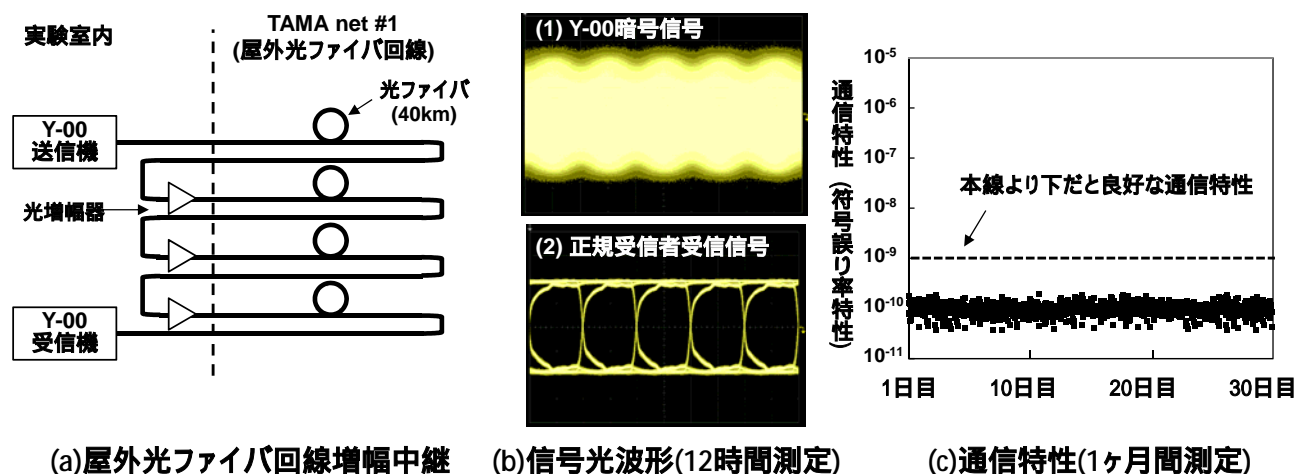 実験室内
TAMA net #1
(屋外光ファイバ回線)
光ファイバ
(40km)
Y-00
送信機
光増幅器
Y-00
受信機
(a)屋外光ファイバ回線増幅中継
(1) Y-00暗号信号
(2) 正規受信者受信信号
(b)信号光波形(12時間測定)
通信特性(符号誤り率特性)
10-5
10-6
10-7
10-8
10-9
10-10
10-11
本線より下だと良好な通信特性
1日目
10日目
20日目
30日目
(c)通信特性(1ヶ月間測定)